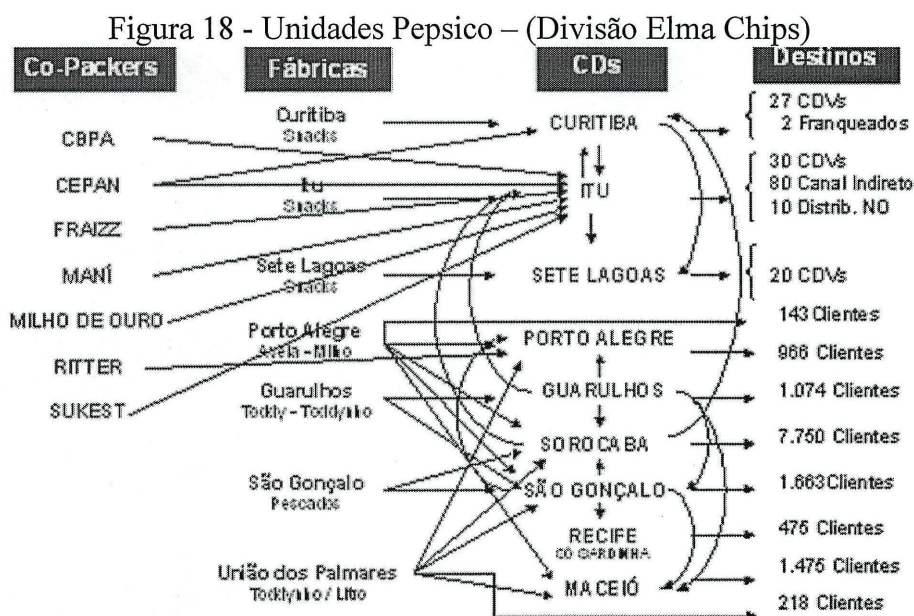 Figura 18 - Unidades Pepsico – (Divisão Elma Chips)
Co-Packers
CBPA
CEPAN
FRAIZZ
MANÍ
MILHO DE OURO
RITTER
SUKEST
Fábricas
Curitiba
Snacks
Itu
Snacks
Sete Lagoas
Snacks
Porto Alegre
Aveia - Milho
Guarulhos
Toddy - Toddynho
São Gonçalo
Pescados
União dos Palmares
Toddynho / Litro
CDs
CURITIBA
ITU
SETE LAGOAS
PORTO ALEGRE
GUARULHOS
SOROCABA
SÃO GONÇALO
RECIFE
MACEIÓ
Destinos
27 CDVs
2 Franqueados
30 CDVs
80 Canal Indireto
10 Distrib. NO
20 CDVs
143 Clientes
966 Clientes
1.074 Clientes
7.750 Clientes
1.663 Clientes
475 Clientes
1.475 Clientes
218 Clientes